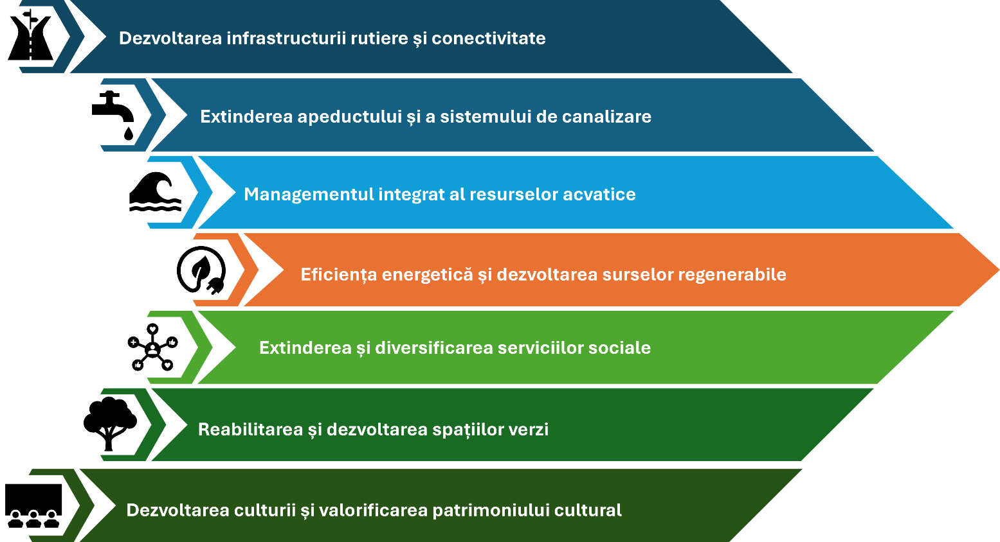 Dezvoltarea infrastructurii rutiere și conectivitate
Extinderea apeductului și a sistemului de canalizare
Managementul integrat al resurselor acvatice
Eficiența energetică și dezvoltarea surselor regenerabile
Extinderea și diversificarea serviciilor sociale
Reabilitarea și dezvoltarea spațiilor verzi
Dezvoltarea culturii și valorificarea patrimoniului cultural